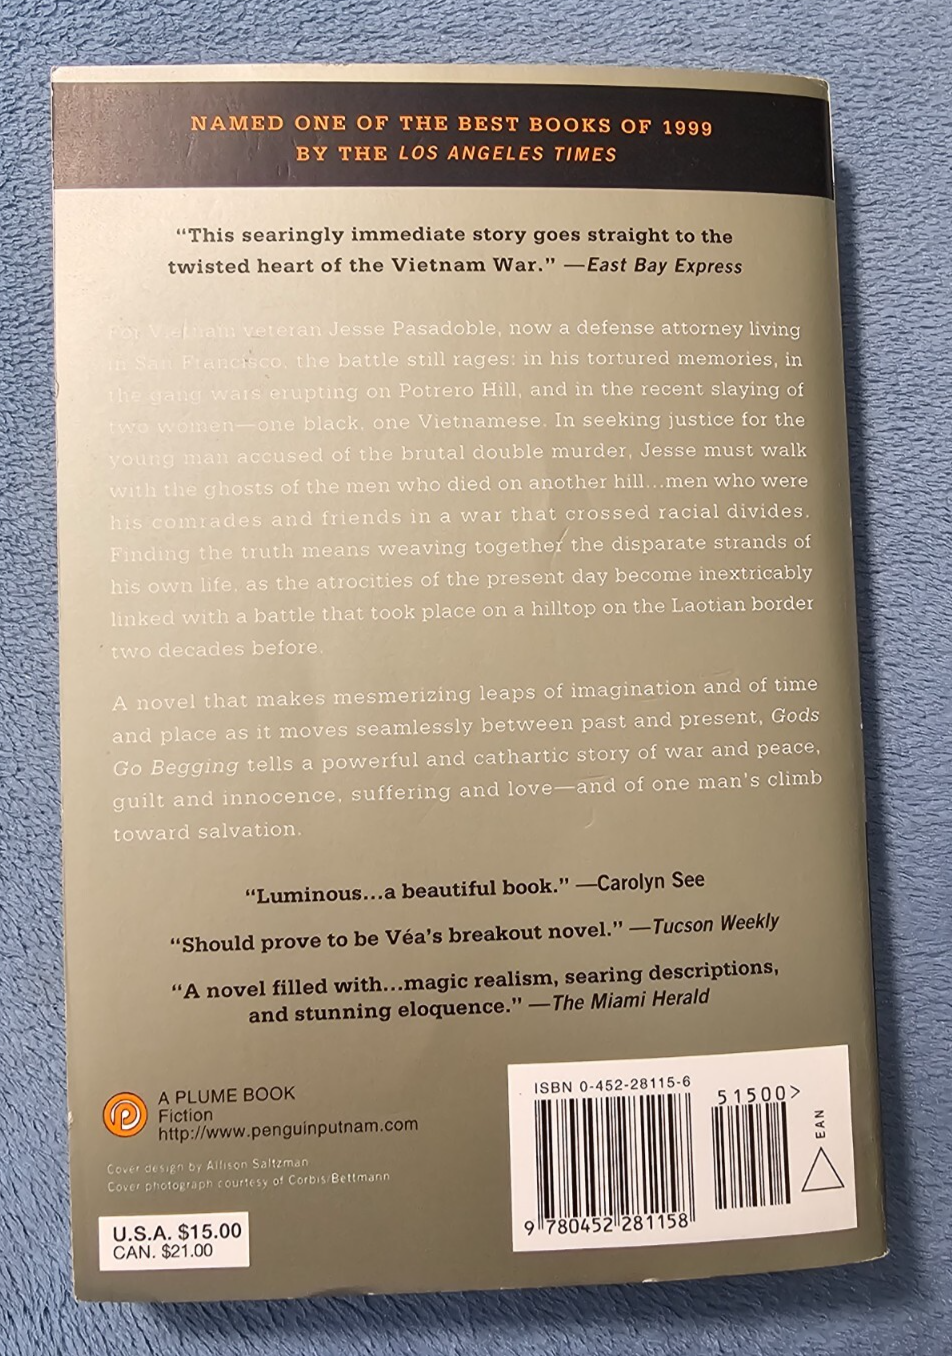 NAMED ONE OF THE BEST BOOKS OF 1999
BY THE LOS ANGELES TIMES
“This searingly immediate story goes straight to the
twisted heart of the Vietnam War.” —East Bay Express
For Vietnam veteran Jesse Pasadoble, now a defense attorney living
in San Francisco, the battle still rages: in his tortured memories, in
the gang wars erupting on Potrero Hill, and in the recent slaying of
two women—one black, one Vietnamese. In seeking justice for the
young man accused of the brutal double murder, Jesse must walk
with the ghosts of the men who died on another hill...men who were
his comrades and friends in a war that crossed racial divides.
Finding the truth means weaving together the disparate strands of
his own life, as the atrocities of the present day become inextricably
linked with a battle that took place on a hilltop on the Laotian border
two decades before.
A novel that makes mesmerizing leaps of imagination and of time
and place as it moves seamlessly between past and present, Gods
Go Begging tells a powerful and cathartic story of war and peace,
guilt and innocence, suffering and love—and of one man's climb
toward salvation.
“Luminous...a beautiful book.” —Carolyn See
“Should prove to be Véa's breakout novel.” —Tucson Weekly
“A novel filled with...magic realism, searing descriptions,
and stunning eloquence.” —The Miami Herald
A PLUME BOOK
Fiction
http://www.penguinputnam.com
Cover design by Allison Saltzman
Cover photograph courtesy of Corbis/Bettmann
U.S.A. $15.00
CAN. $21.00
ISBN 0-452-28115-6
51500>
EAN
9 780452 281158